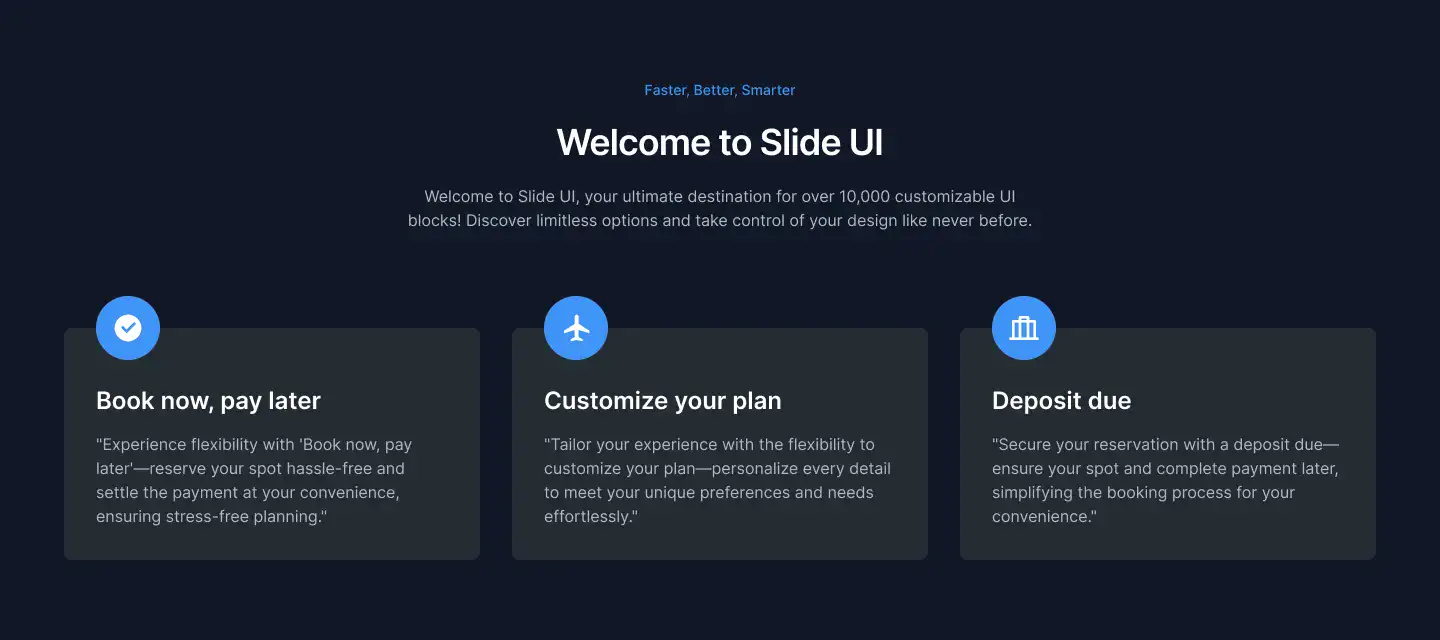 Faster, Better, Smarter
Welcome to Slide UI
Welcome to Slide UI, your ultimate destination for over 10,000 customizable UI
blocks! Discover limitless options and take control of your design like never before.
Book now, pay later
"Experience flexibility with 'Book now, pay
later'—reserve your spot hassle-free and
settle the payment at your convenience,
ensuring stress-free planning."
Customize your plan
"Tailor your experience with the flexibility to
customize your plan—personalize every detail
to meet your unique preferences and needs
effortlessly."
Deposit due
"Secure your reservation with a deposit due—
ensure your spot and complete payment later,
simplifying the booking process for your
convenience."